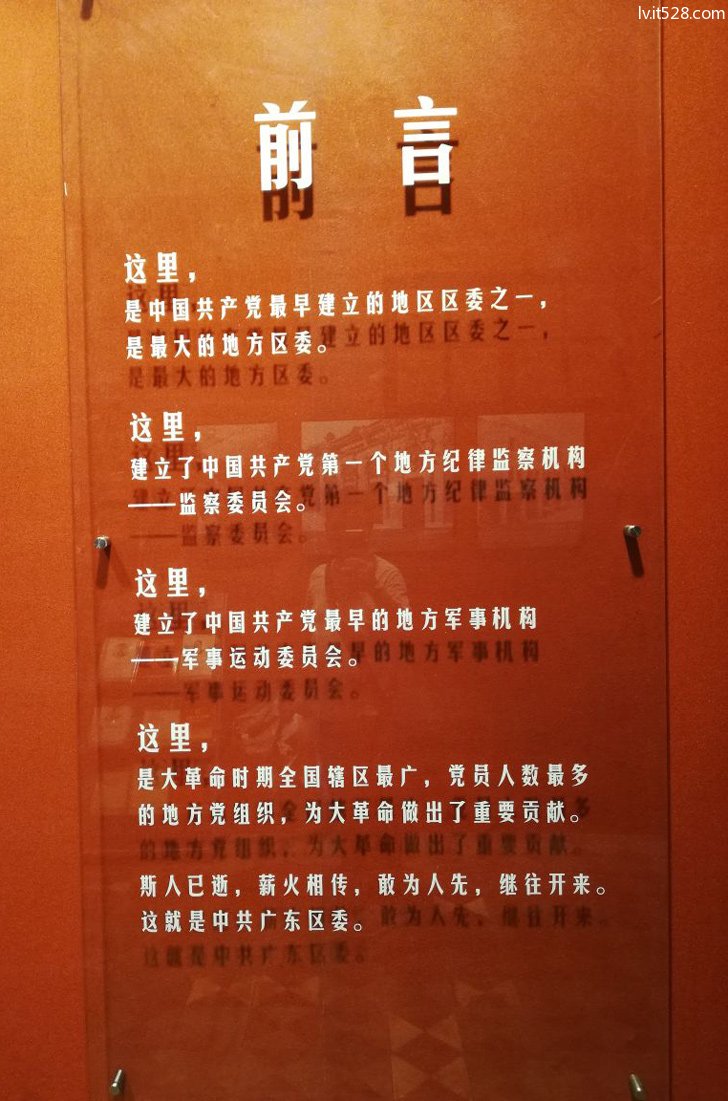 lv.it528.com
前言
这里，
是中国共产党最早建立的地区区委之一，
是最大的地方区委。
这里，
建立了中国共产党第一个地方纪律监察机构
——监察委员会。
这里，
建立了中国共产党最早的地方军事机构
——军事运动委员会。
这里，
是大革命时期全国辖区最广，党员人数最多
的地方党组织，为大革命做出了重要贡献。
斯人已逝，薪火相传，敢为人先，继往开来。
这就是中共广东区委。